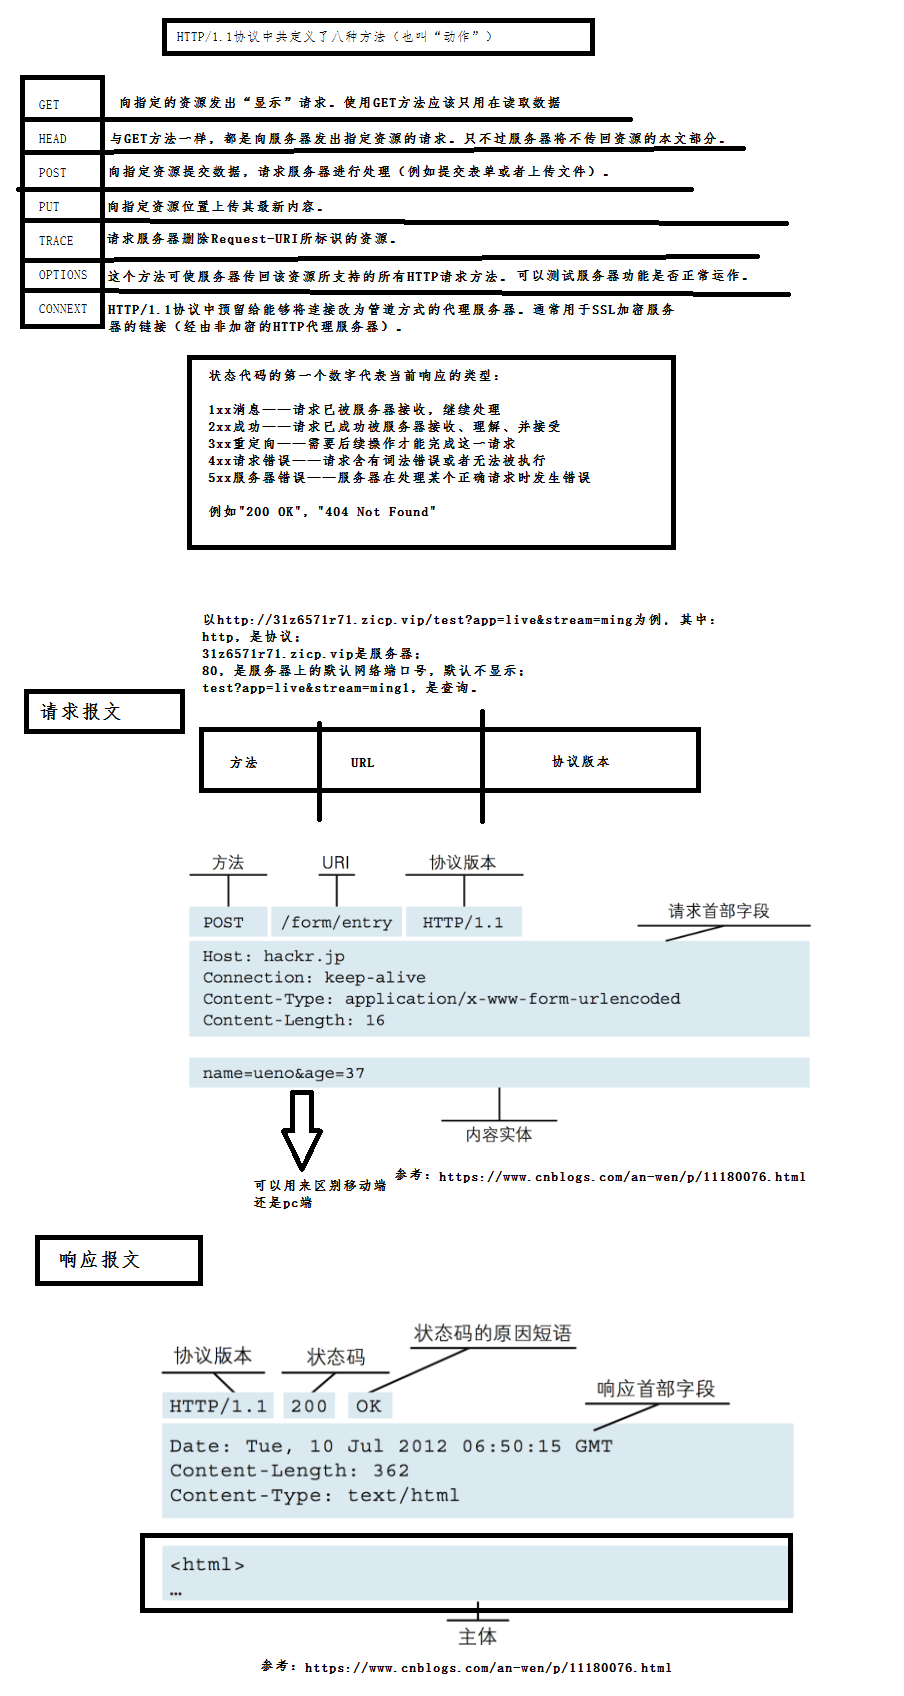 HTTP/1.1协议中共定义了八种方法（也叫“动作”）
GET 向指定的资源发出“显示”请求。使用GET方法应该只用在读取数据
HEAD 与GET方法一样，都是向服务器发出指定资源的请求。只不过服务器将不传回资源的本文部分。
POST 向指定资源提交数据，请求服务器进行处理（例如提交表单或者上传文件）。
PUT 向指定资源位置上传其最新内容。
TRACE 请求服务器删除Request-URI所标识的资源。
OPTIONS 这个方法可使服务器传回该资源所支持的所有HTTP请求方法。 可以测试服务器功能是否正常运作。
CONNEXT HTTP/1.1协议中预留给能够将连接改为管道方式的代理服务器。通常用于SSL加密服务
器的链接（经由非加密的HTTP代理服务器）。
状态代码的第一个数字代表当前响应的类型：
1xx消息——请求已被服务器接收，继续处理
2xx成功——请求已成功被服务器接收、理解、并接受
3xx重定向——需要后续操作才能完成这一请求
4xx请求错误——请求含有词法错误或者无法被执行
5xx服务器错误——服务器在处理某个正确请求时发生错误
例如"200 OK"，"404 Not Found"
以http://31z6571r71.zicp.vip/test?app=live&stream=ming为例，其中：
http，是协议；
31z6571r71.zicp.vip是服务器；
80，是服务器上的默认网络端口号，默认不显示；
test?app=live&stream=ming1，是查询。
请求报文
方法 URL 协议版本
方法 URI 协议版本
POST /form/entry HTTP/1.1
请求首部字段
Host: hackr.jp
Connection: keep-alive
Content-Type: application/x-www-form-urlencoded
Content-Length: 16
name=ueno&age=37
内容实体
可以用来区别移动端
还是pc端
参考：https://www.cnblogs.com/an-wen/p/11180076.html
响应报文
状态码的原因短语
协议版本 状态码
HTTP/1.1 200 OK
响应首部字段
Date: Tue, 10 Jul 2012 06:50:15 GMT
Content-Length: 362
Content-Type: text/html
<html>
…
主体
参考：https://www.cnblogs.com/an-wen/p/11180076.html